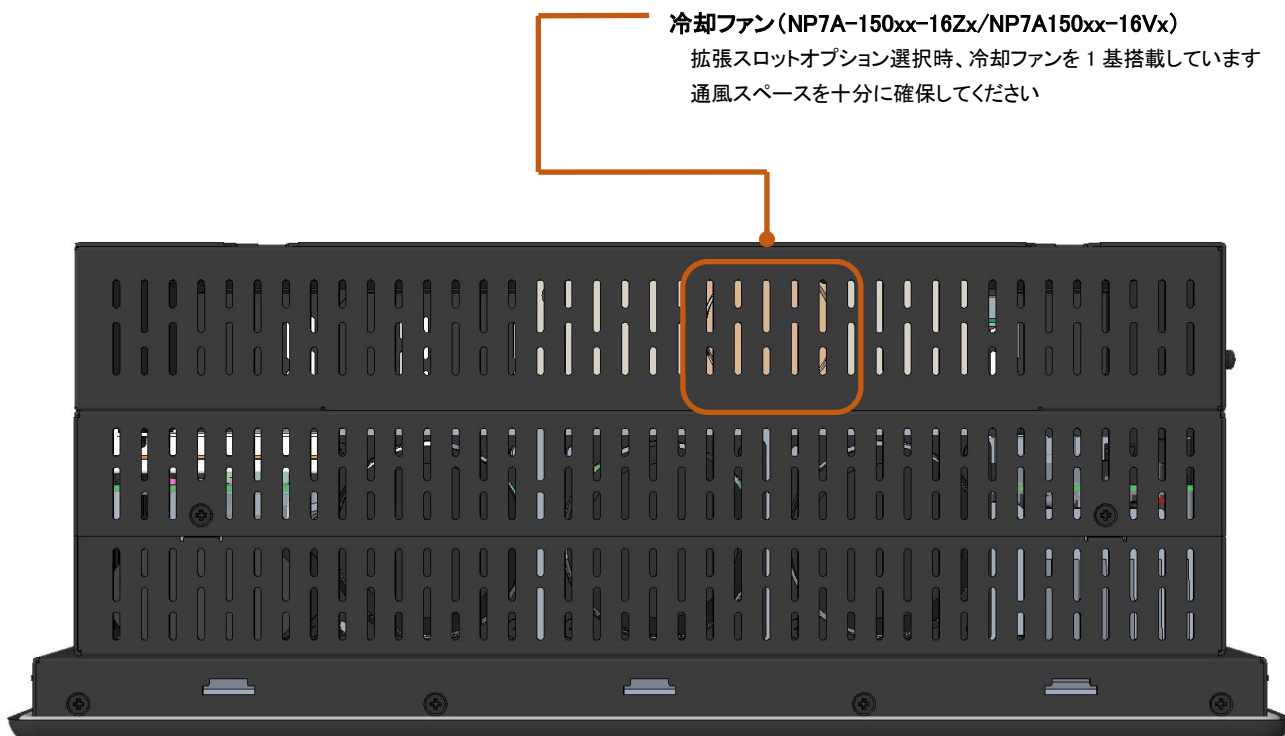 冷却ファン（NP7A-150xx-16Zx/NP7A150xx-16Vx）
拡張スロットオプション選択時、冷却ファンを 1 基搭載しています
通風スペースを十分に確保してください